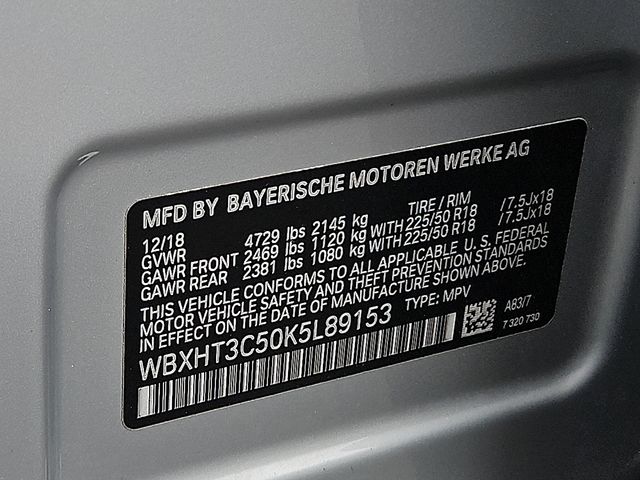 MFD BY BAYERISCHE MOTOREN WERKE AG
12/18 TIRE / RIM
GVWR 4729 lbs 2145 kg
GAWR FRONT 2469 lbs 1120 kg WITH 225/50 R18 /7.5Jx18
GAWR REAR 2381 lbs 1080 kg WITH 225/50 R18 /7.5Jx18
THIS VEHICLE CONFORMS TO ALL APPLICABLE U. S. FEDERAL
MOTOR VEHICLE SAFETY AND THEFT PREVENTION STANDARDS
IN EFFECT ON THE DATE OF MANUFACTURE SHOWN ABOVE.
WBXHT3C50K5L89153 TYPE: MPV
A83/7
7 320 730